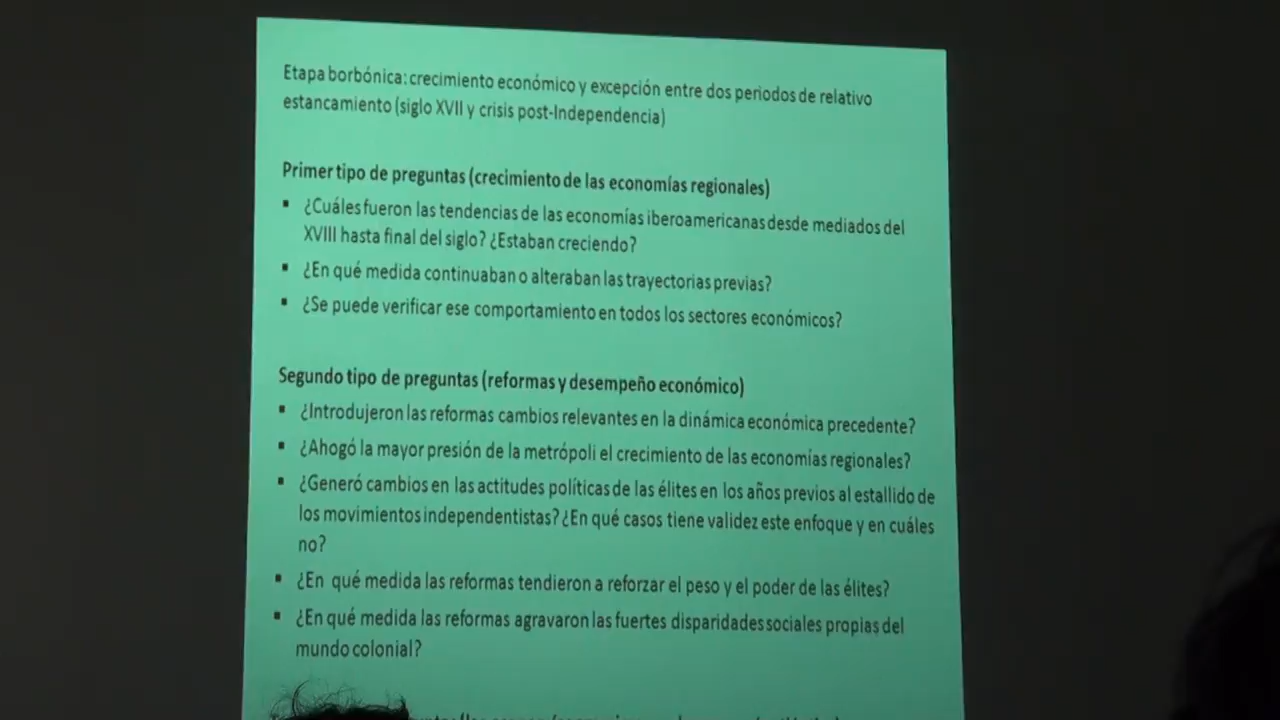 Etapa borbónica: crecimiento económico y excepción entre dos periodos de relativo
estancamiento (siglo XVII y crisis post-Independencia)
Primer tipo de preguntas (crecimiento de las economías regionales)
▪ ¿Cuáles fueron las tendencias de las economías iberoamericanas desde mediados del
XVIII hasta final del siglo? ¿Estaban creciendo?
▪ ¿En qué medida continuaban o alteraban las trayectorias previas?
▪ ¿Se puede verificar ese comportamiento en todos los sectores económicos?
Segundo tipo de preguntas (reformas y desempeño económico)
▪ ¿Introdujeron las reformas cambios relevantes en la dinámica económica precedente?
▪ ¿Ahogó la mayor presión de la metrópoli el crecimiento de las economías regionales?
▪ ¿Generó cambios en las actitudes políticas de las élites en los años previos al estallido de
los movimientos independentistas? ¿En qué casos tiene validez este enfoque y en cuáles
no?
▪ ¿En qué medida las reformas tendieron a reforzar el peso y el poder de las élites?
▪ ¿En qué medida las reformas agravaron las fuertes disparidades sociales propias del
mundo colonial?